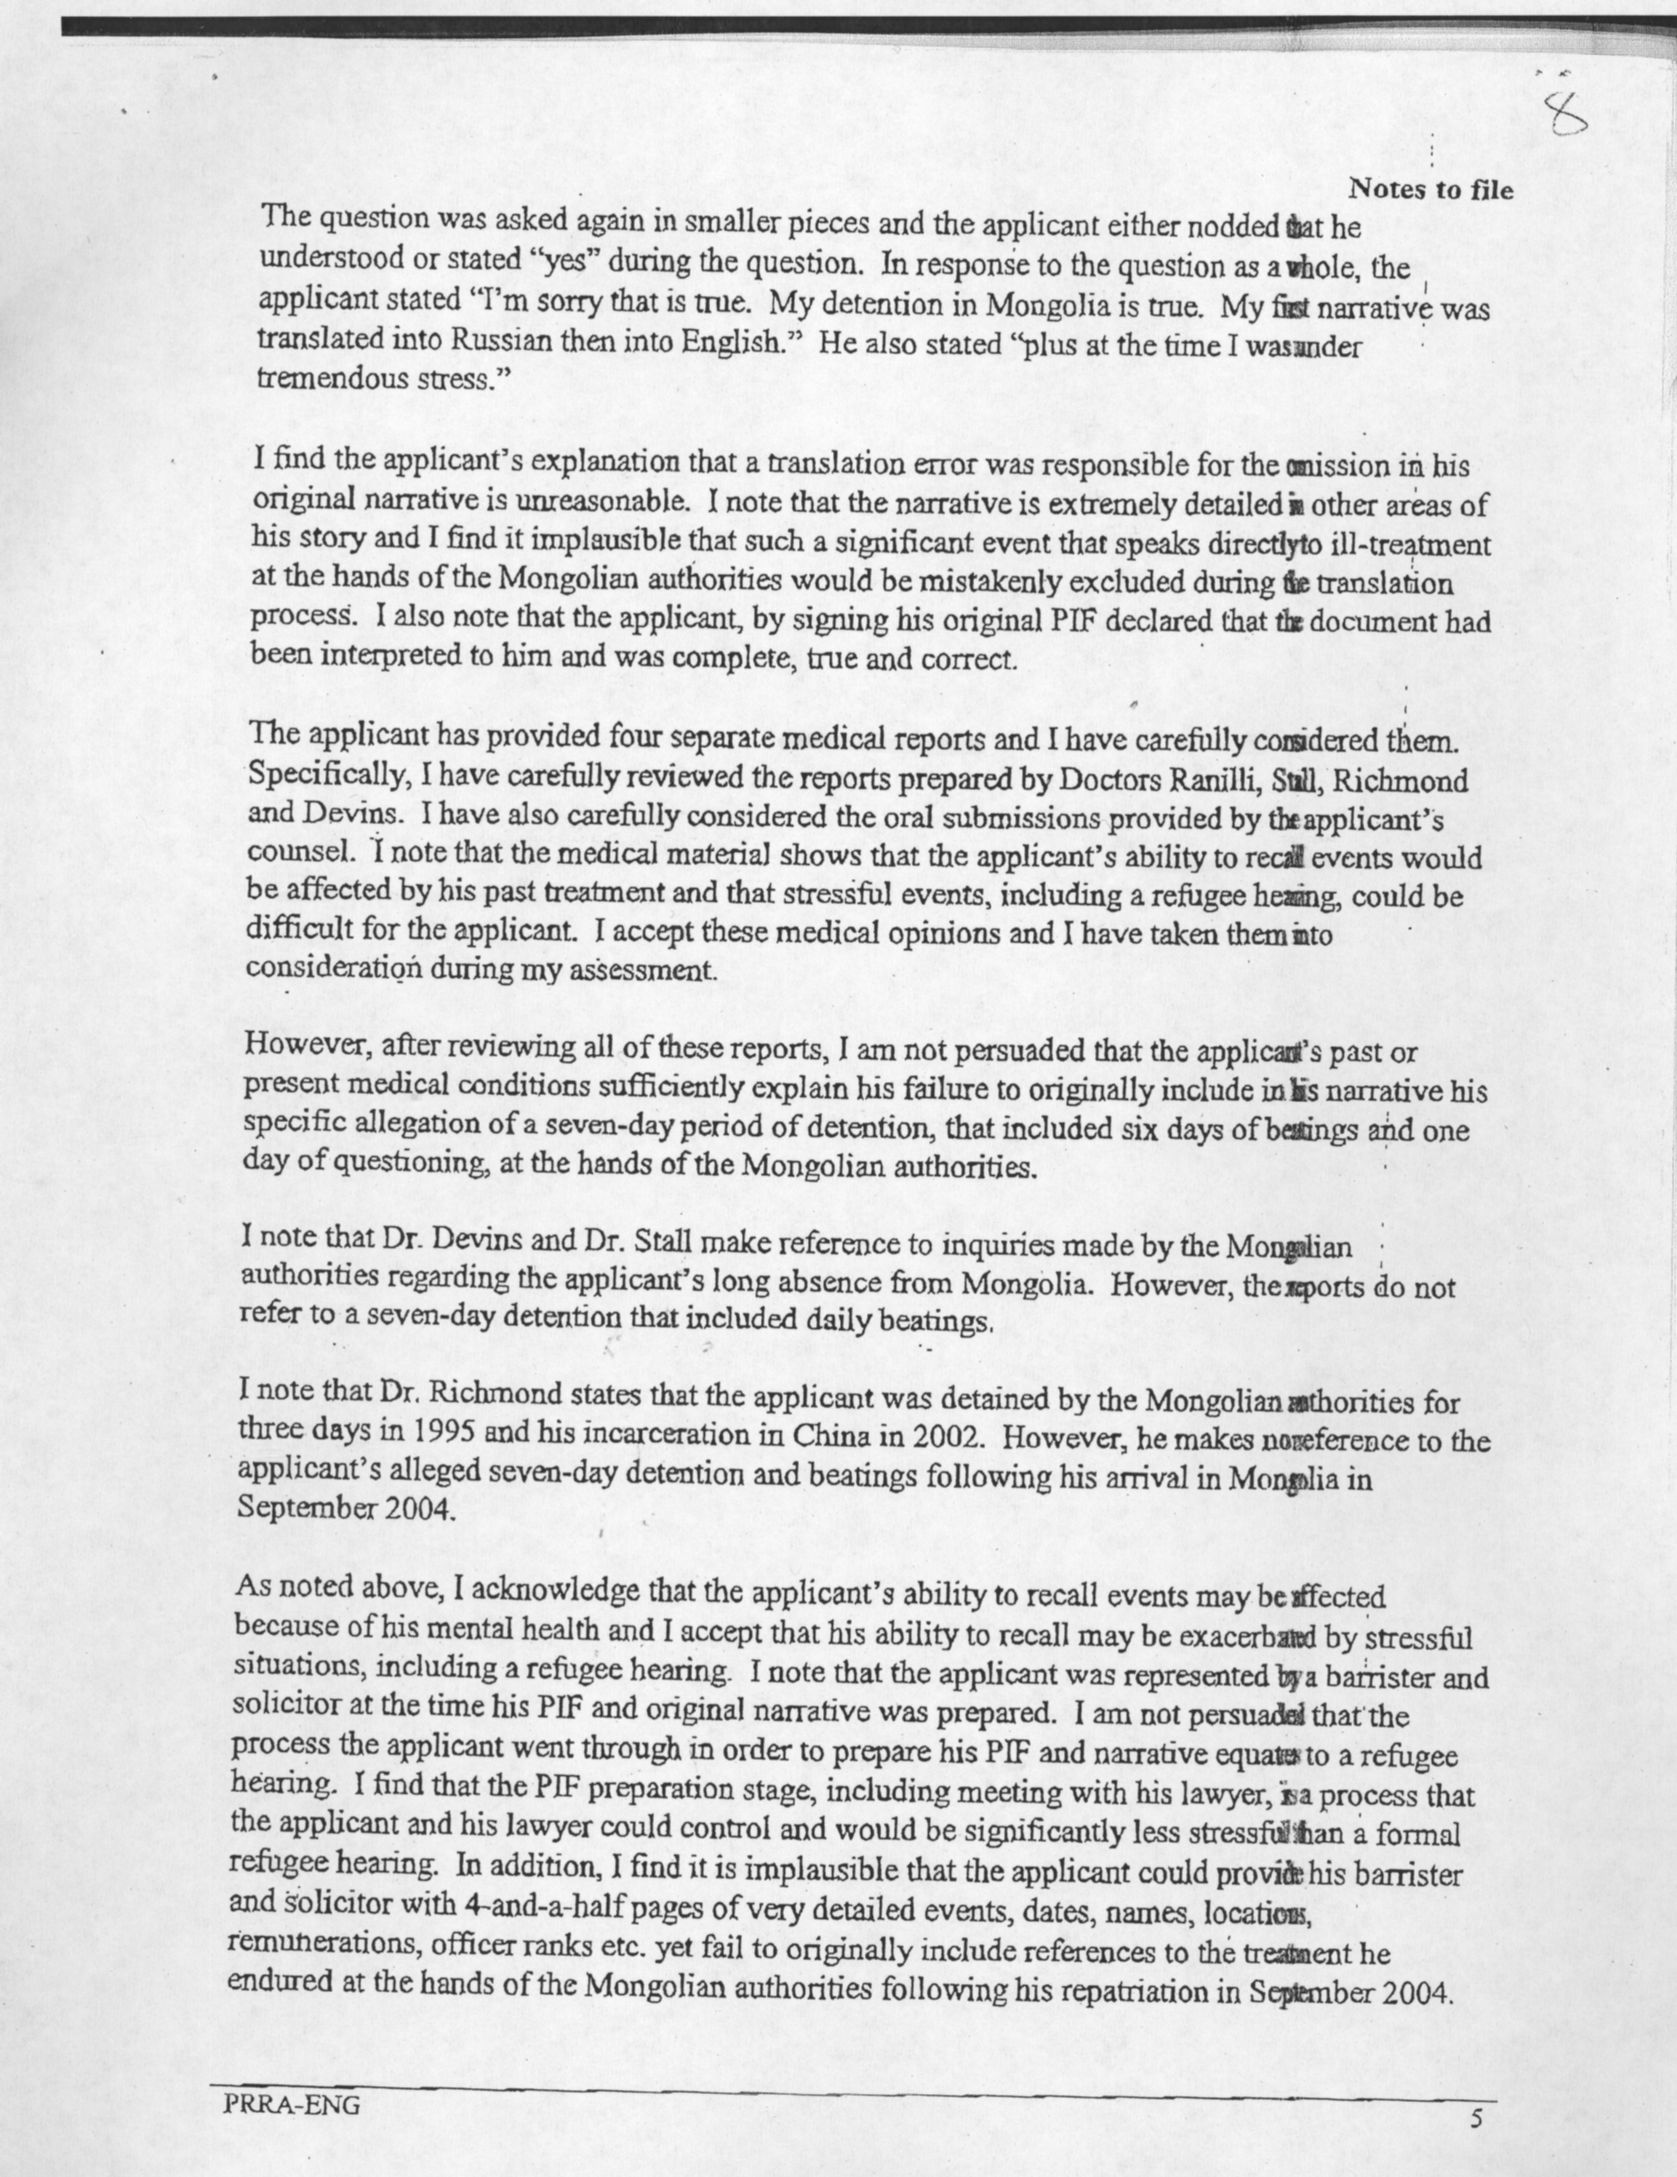 8
Notes to file
The question was asked again in smaller pieces and the applicant either nodded that he
understood or stated “yes” during the question. In response to the question as a whole, the
applicant stated “I'm sorry that is true. My detention in Mongolia is true. My first narrative was
translated into Russian then into English.” He also stated “plus at the time I was under
tremendous stress.”
I find the applicant's explanation that a translation error was responsible for the omission in his
original narrative is unreasonable. I note that the narrative is extremely detailed in other areas of
his story and I find it implausible that such a significant event that speaks directly to ill-treatment
at the hands of the Mongolian authorities would be mistakenly excluded during the translation
process. I also note that the applicant, by signing his original PIF declared that the document had
been interpreted to him and was complete, true and correct.
The applicant has provided four separate medical reports and I have carefully considered them.
Specifically, I have carefully reviewed the reports prepared by Doctors Ranilli, Stall, Richmond
and Devins. I have also carefully considered the oral submissions provided by the applicant's
counsel. I note that the medical material shows that the applicant's ability to recall events would
be affected by his past treatment and that stressful events, including a refugee hearing, could be
difficult for the applicant. I accept these medical opinions and I have taken them into
consideration during my assessment.
However, after reviewing all of these reports, I am not persuaded that the applicant's past or
present medical conditions sufficiently explain his failure to originally include in his narrative his
specific allegation of a seven-day period of detention, that included six days of beatings and one
day of questioning, at the hands of the Mongolian authorities.
I note that Dr. Devins and Dr. Stall make reference to inquiries made by the Mongolian
authorities regarding the applicant's long absence from Mongolia. However, the reports do not
refer to a seven-day detention that included daily beatings.
I note that Dr. Richmond states that the applicant was detained by the Mongolian authorities for
three days in 1995 and his incarceration in China in 2002. However, he makes no reference to the
applicant's alleged seven-day detention and beatings following his arrival in Mongolia in
September 2004.
As noted above, I acknowledge that the applicant's ability to recall events may be affected
because of his mental health and I accept that his ability to recall may be exacerbated by stressful
situations, including a refugee hearing. I note that the applicant was represented by a barrister and
solicitor at the time his PIF and original narrative was prepared. I am not persuaded that the
process the applicant went through in order to prepare his PIF and narrative equates to a refugee
hearing. I find that the PIF preparation stage, including meeting with his lawyer, is a process that
the applicant and his lawyer could control and would be significantly less stressful than a formal
refugee hearing. In addition, I find it is implausible that the applicant could provide his barrister
and solicitor with 4-and-a-half pages of very detailed events, dates, names, locations,
remunerations, officer ranks etc. yet fail to originally include references to the treatment he
endured at the hands of the Mongolian authorities following his repatriation in September 2004.
PRRA-ENG
5